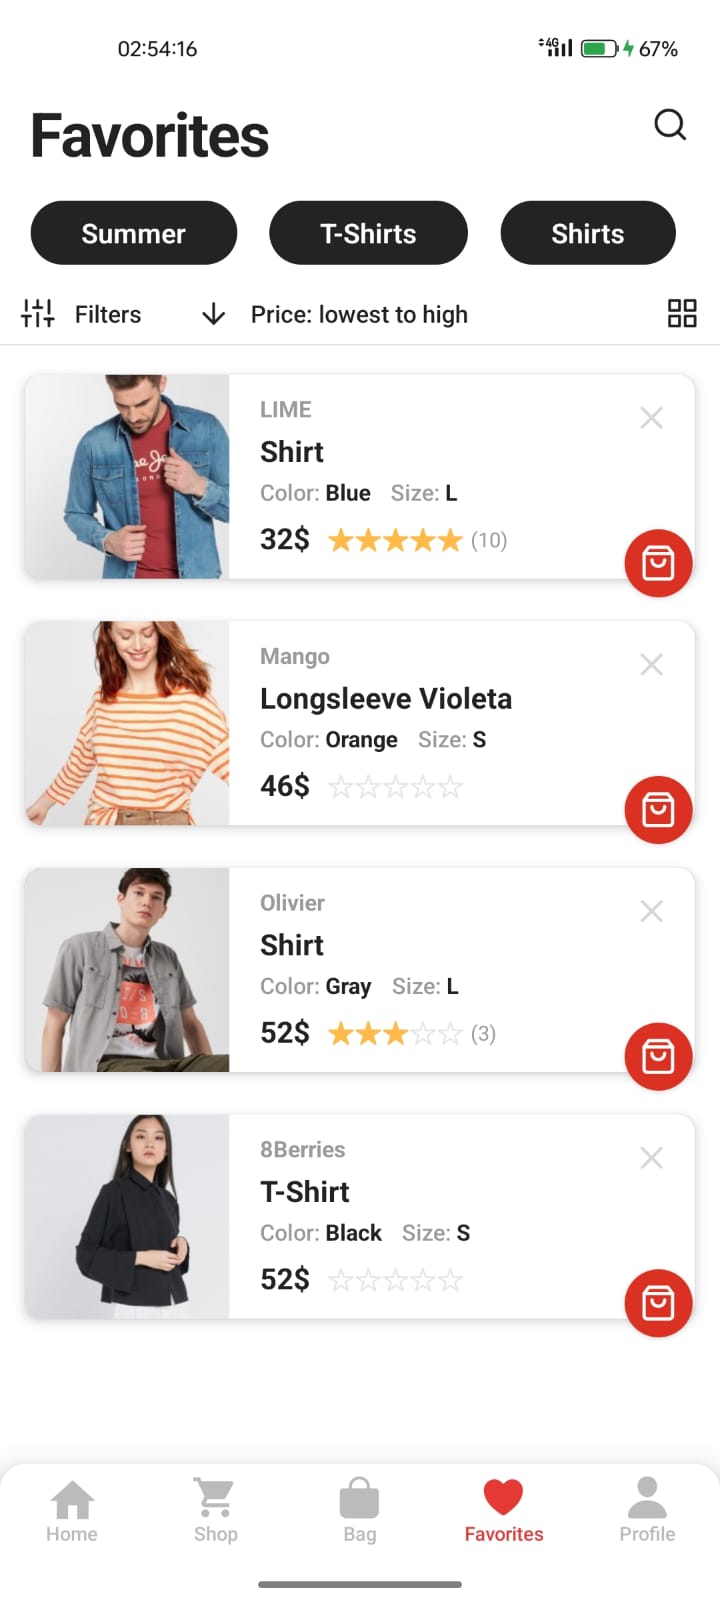 02:54:16 4G 67%
Favorites
Summer T-Shirts Shirts
Filters Price: lowest to high
LIME
Shirt
Color: Blue Size: L
32$ (10)
Mango
Longsleeve Violeta
Color: Orange Size: S
46$
Olivier
Shirt
Color: Gray Size: L
52$ (3)
8Berries
T-Shirt
Color: Black Size: S
52$
Home Shop Bag Favorites Profile